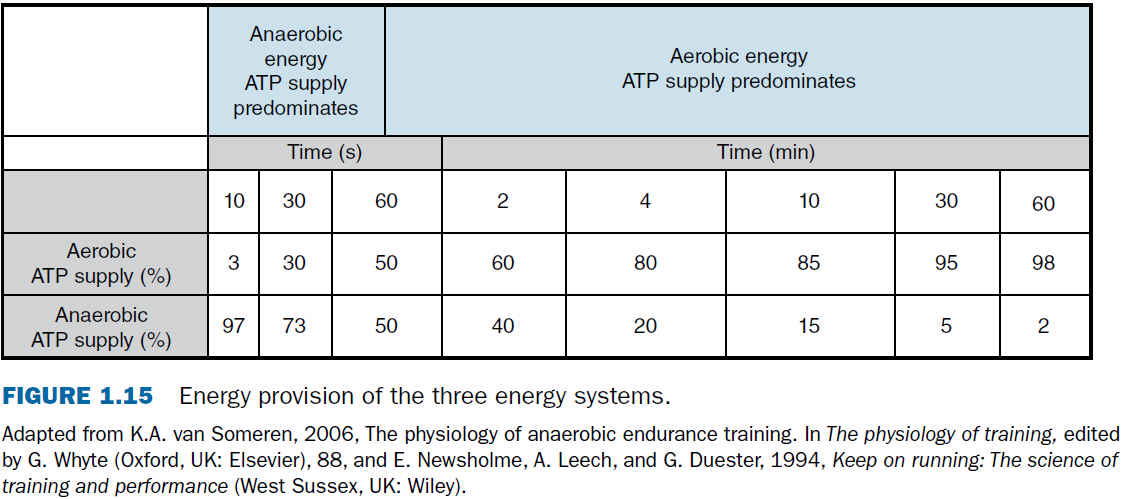 Anaerobic
energy
ATP supply
predominates
Aerobic energy
ATP supply predominates
Time (s)
Time (min)
10 30 60 2 4 10 30 60
Aerobic
ATP supply (%)
3 30 50 60 80 85 95 98
Anaerobic
ATP supply (%)
97 73 50 40 20 15 5 2
FIGURE 1.15 Energy provision of the three energy systems.
Adapted from K.A. van Someren, 2006, The physiology of anaerobic endurance training. In The physiology of training, edited
by G. Whyte (Oxford, UK: Elsevier), 88, and E. Newsholme, A. Leech, and G. Duester, 1994, Keep on running: The science of
training and performance (West Sussex, UK: Wiley).